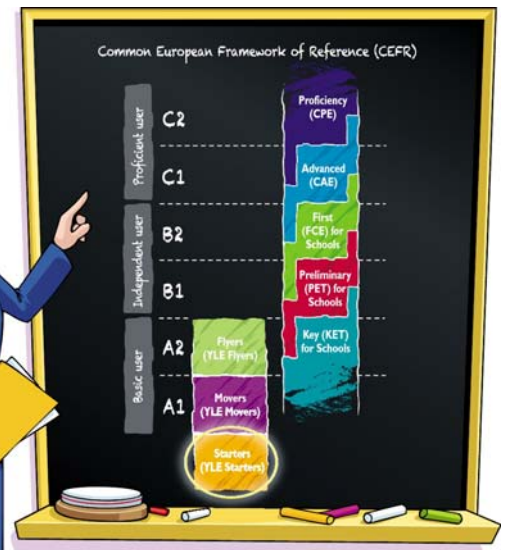 Common European Framework of Reference (CEFR)
Proficient user
C2
C1
Independent user
B2
B1
Basic user
A2
A1
Proficiency
(CPE)
Advanced
(CAE)
First
(FCE) for
Schools
Preliminary
(PET) for
Schools
Key (KET)
for Schools
Flyers
(YLE Flyers)
Movers
(YLE Movers)
Starters
(YLE Starters)